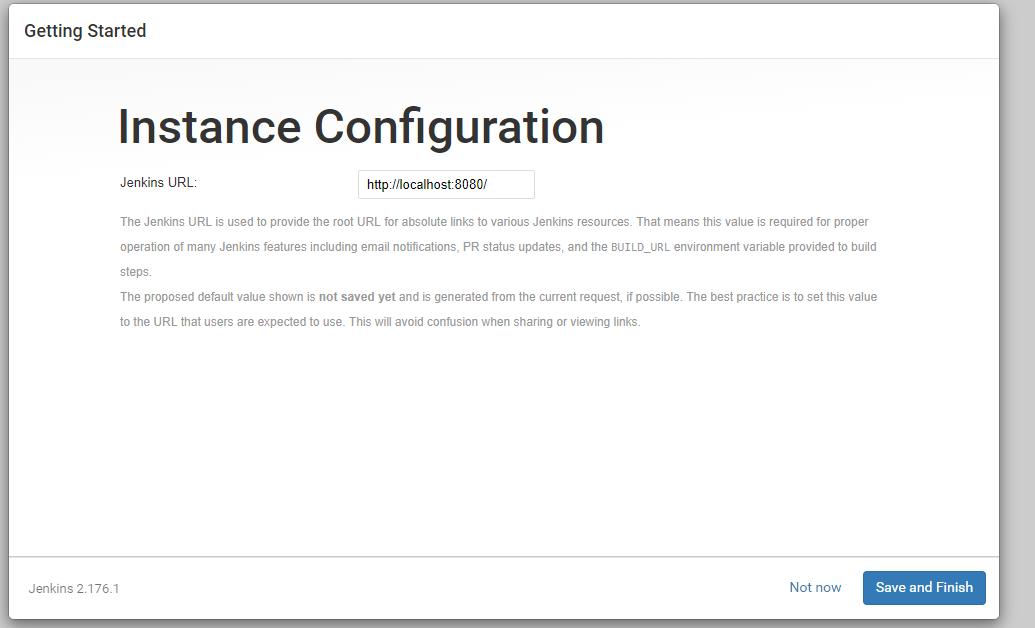 Getting Started
Instance Configuration
Jenkins URL: http://localhost:8080/
The Jenkins URL is used to provide the root URL for absolute links to various Jenkins resources. That means this value is required for proper
operation of many Jenkins features including email notifications, PR status updates, and the BUILD_URL environment variable provided to build
steps.
The proposed default value shown is not saved yet and is generated from the current request, if possible. The best practice is to set this value
to the URL that users are expected to use. This will avoid confusion when sharing or viewing links.
Jenkins 2.176.1 Not now Save and Finish